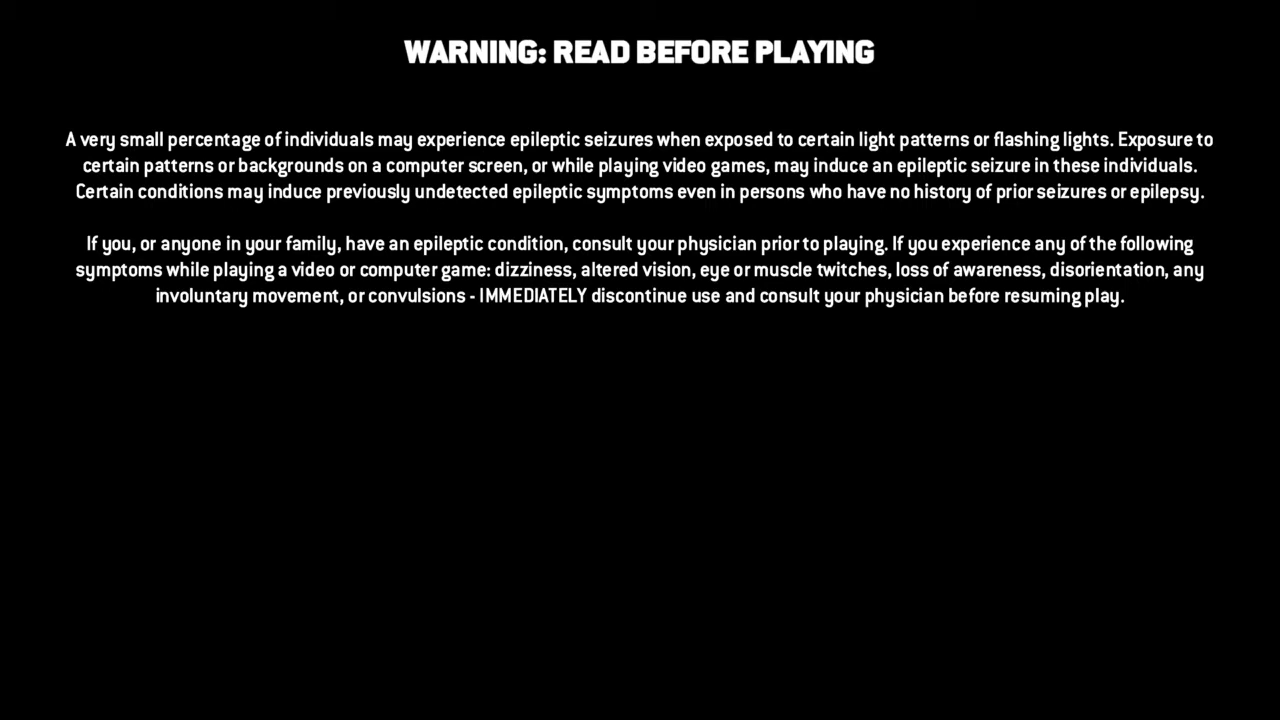 WARNING: READ BEFORE PLAYING
A very small percentage of individuals may experience epileptic seizures when exposed to certain light patterns or flashing lights. Exposure to
certain patterns or backgrounds on a computer screen, or while playing video games, may induce an epileptic seizure in these individuals.
Certain conditions may induce previously undetected epileptic symptoms even in persons who have no history of prior seizures or epilepsy.
If you, or anyone in your family, have an epileptic condition, consult your physician prior to playing. If you experience any of the following
symptoms while playing a video or computer game: dizziness, altered vision, eye or muscle twitches, loss of awareness, disorientation, any
involuntary movement, or convulsions - IMMEDIATELY discontinue use and consult your physician before resuming play.